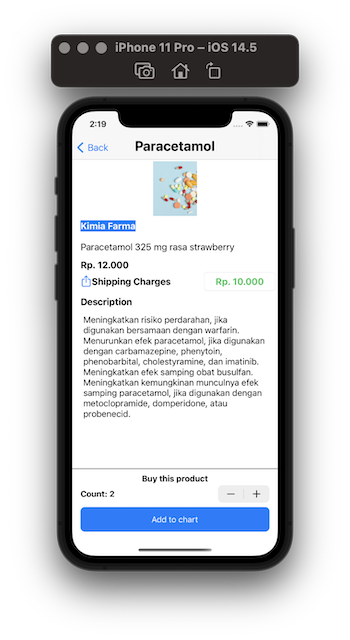 iPhone 11 Pro – iOS 14.5
2:19
Back
Paracetamol
Kimia Farma
Paracetamol 325 mg rasa strawberry
Rp. 12.000
Shipping Charges
Rp. 10.000
Description
Meningkatkan risiko perdarahan, jika
digunakan bersamaan dengan warfarin.
Menurunkan efek paracetamol, jika digunakan
dengan carbamazepine, phenytoin,
phenobarbital, cholestyramine, dan imatinib.
Meningkatkan efek samping obat busulfan.
Meningkatkan kemungkinan munculnya efek
samping paracetamol, jika digunakan dengan
metoclopramide, domperidone, atau
probenecid.
Buy this product
Count: 2
Add to chart